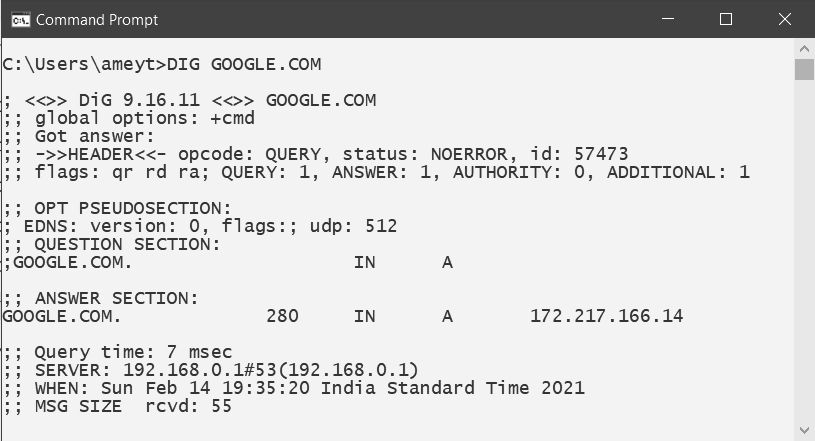 Command Prompt
C:\Users\ameyt>DIG GOOGLE.COM
; <<>> DiG 9.16.11 <<>> GOOGLE.COM
;; global options: +cmd
;; Got answer:
;; ->>HEADER<<- opcode: QUERY, status: NOERROR, id: 57473
;; flags: qr rd ra; QUERY: 1, ANSWER: 1, AUTHORITY: 0, ADDITIONAL: 1
;; OPT PSEUDOSECTION:
; EDNS: version: 0, flags:; udp: 512
;; QUESTION SECTION:
;GOOGLE.COM. IN A
;; ANSWER SECTION:
GOOGLE.COM. 280 IN A 172.217.166.14
;; Query time: 7 msec
;; SERVER: 192.168.0.1#53(192.168.0.1)
;; WHEN: Sun Feb 14 19:35:20 India Standard Time 2021
;; MSG SIZE  rcvd: 55